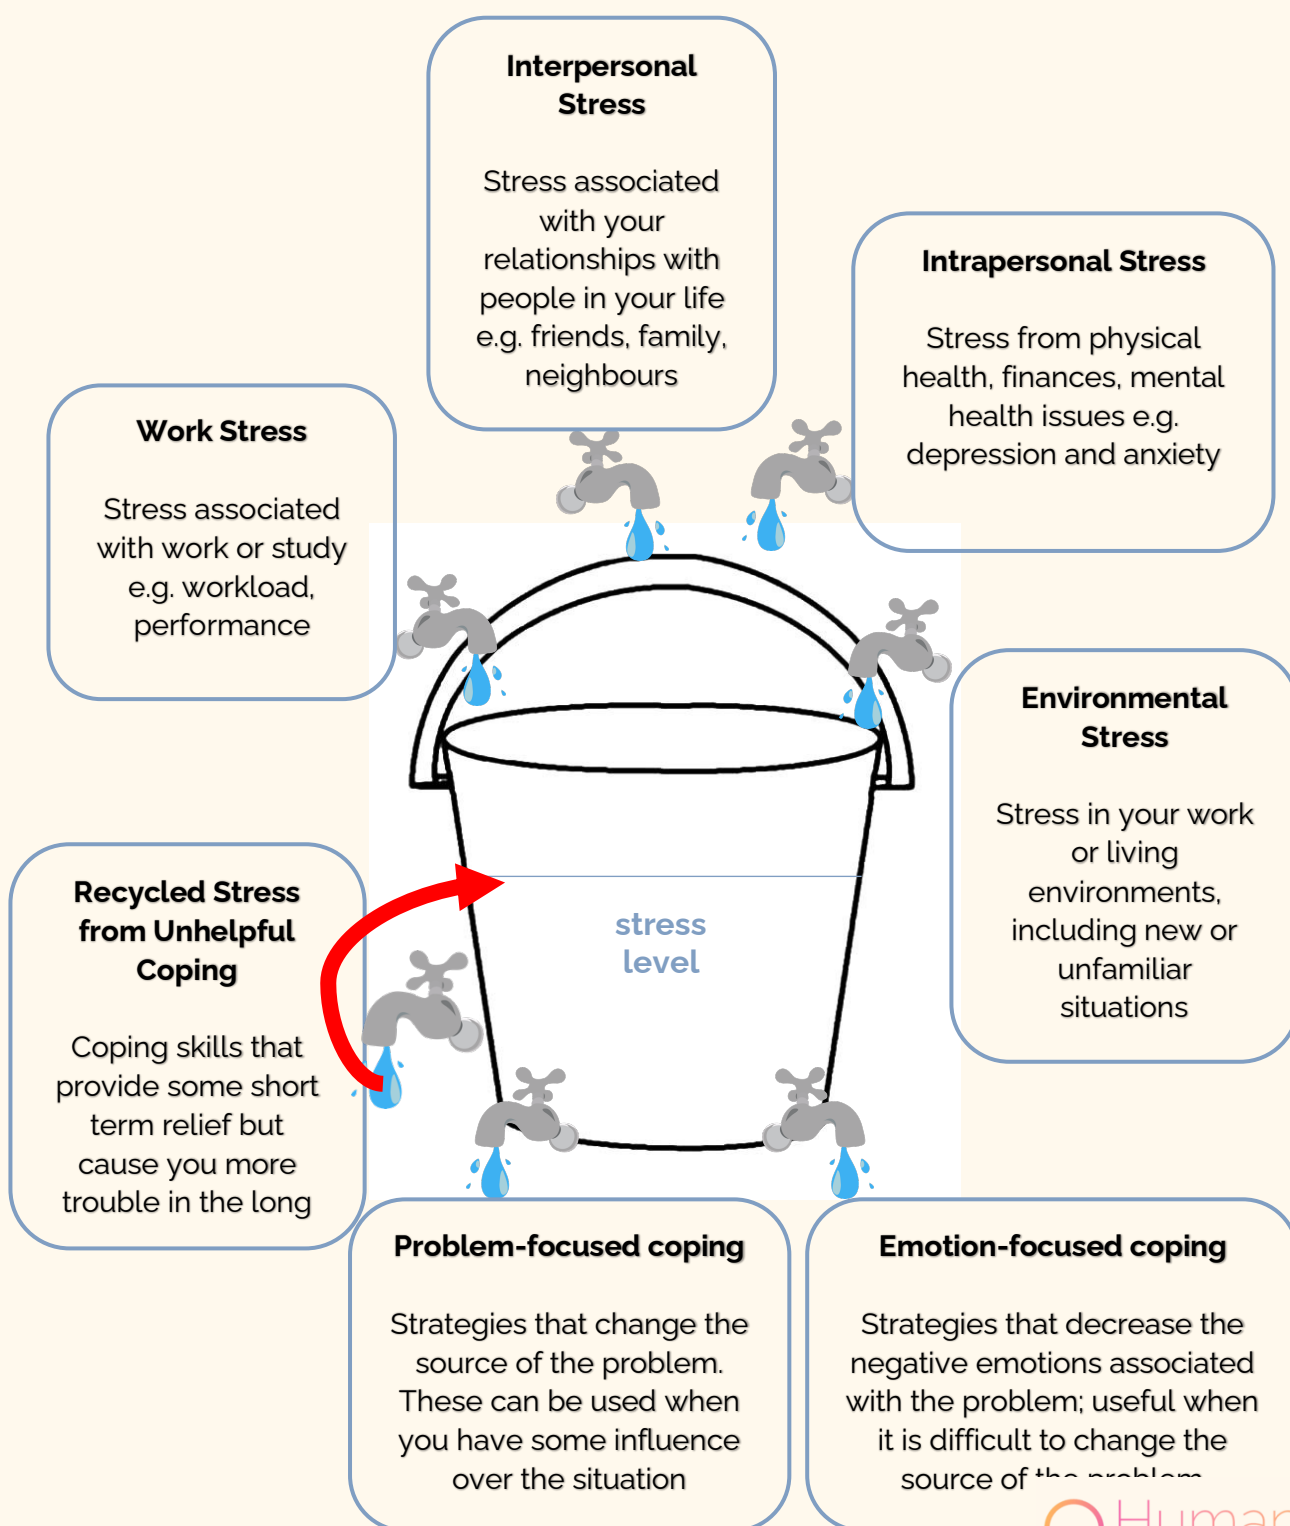 Interpersonal
Stress
Stress associated
with your
relationships with
people in your life
e.g. friends, family,
neighbours
Intrapersonal Stress
Stress from physical
health, finances, mental
health issues e.g.
depression and anxiety
Work Stress
Stress associated
with work or study
e.g. workload,
performance
Environmental
Stress
Stress in your work
or living
environments,
including new or
unfamiliar
situations
stress
level
Recycled Stress
from Unhelpful
Coping
Coping skills that
provide some short
term relief but
cause you more
trouble in the long
Problem-focused coping
Strategies that change the
source of the problem.
These can be used when
you have some influence
over the situation
Emotion-focused coping
Strategies that decrease the
negative emotions associated
with the problem; useful when
it is difficult to change the
source of the problem
Human